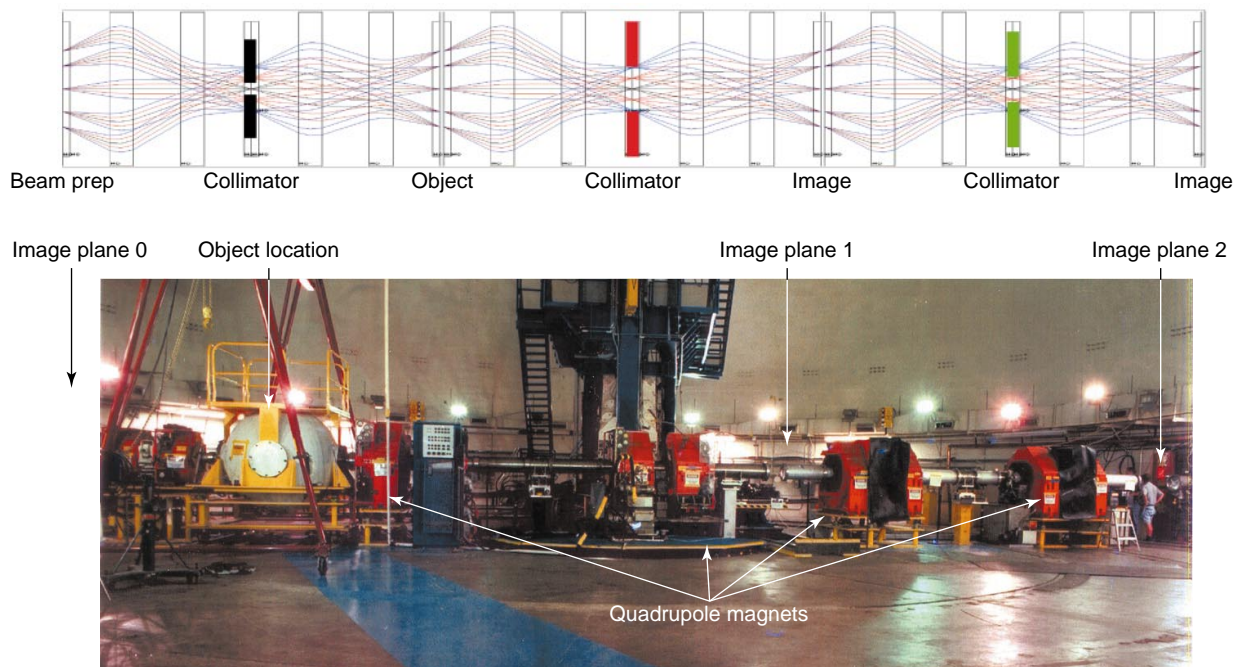 Beam prep
Collimator
Object
Collimator
Image
Collimator
Image
Image plane 0
Object location
Image plane 1
Image plane 2
Quadrupole magnets